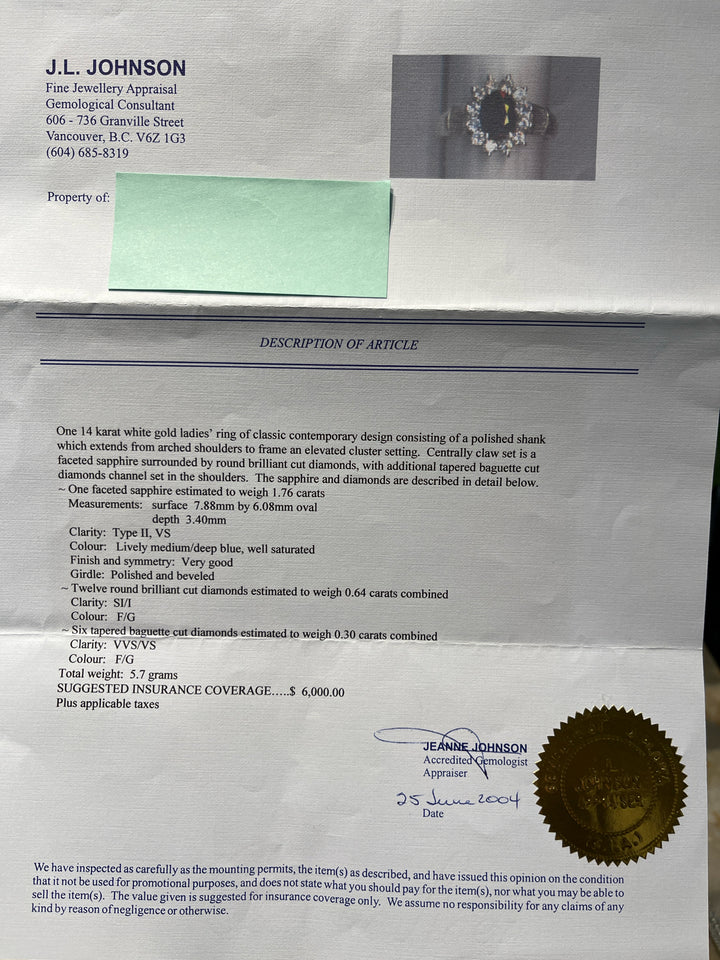 J.L. JOHNSON
Fine Jewellery Appraisal
Gemological Consultant
606 - 736 Granville Street
Vancouver, B.C. V6Z 1G3
(604) 685-8319
Property of:
DESCRIPTION OF ARTICLE
One 14 karat white gold ladies' ring of classic contemporary design consisting of a polished shank
which extends from arched shoulders to frame an elevated cluster setting. Centrally claw set is a
faceted sapphire surrounded by round brilliant cut diamonds, with additional tapered baguette cut
diamonds channel set in the shoulders. The sapphire and diamonds are described in detail below.
~ One faceted sapphire estimated to weigh 1.76 carats
Measurements: surface 7.88mm by 6.08mm oval
depth 3.40mm
Clarity: Type II, VS
Colour: Lively medium/deep blue, well saturated
Finish and symmetry: Very good
Girdle: Polished and beveled
~ Twelve round brilliant cut diamonds estimated to weigh 0.64 carats combined
Clarity: SI/I
Colour: F/G
~ Six tapered baguette cut diamonds estimated to weigh 0.30 carats combined
Clarity: VVS/VS
Colour: F/G
Total weight: 5.7 grams
SUGGESTED INSURANCE COVERAGE.....$ 6,000.00
Plus applicable taxes
JEANNE JOHNSON
Accredited Gemologist
Appraiser
25 June 2004
Date
J.L.
JOHNSON
APPRAISER
We have inspected as carefully as the mounting permits, the item(s) as described, and have issued this opinion on the condition
that it not be used for promotional purposes, and does not state what you should pay for the item(s), nor what you may be able to
sell the item(s). The value given is suggested for insurance coverage only. We assume no responsibility for any claims of any
kind by reason of negligence or otherwise.